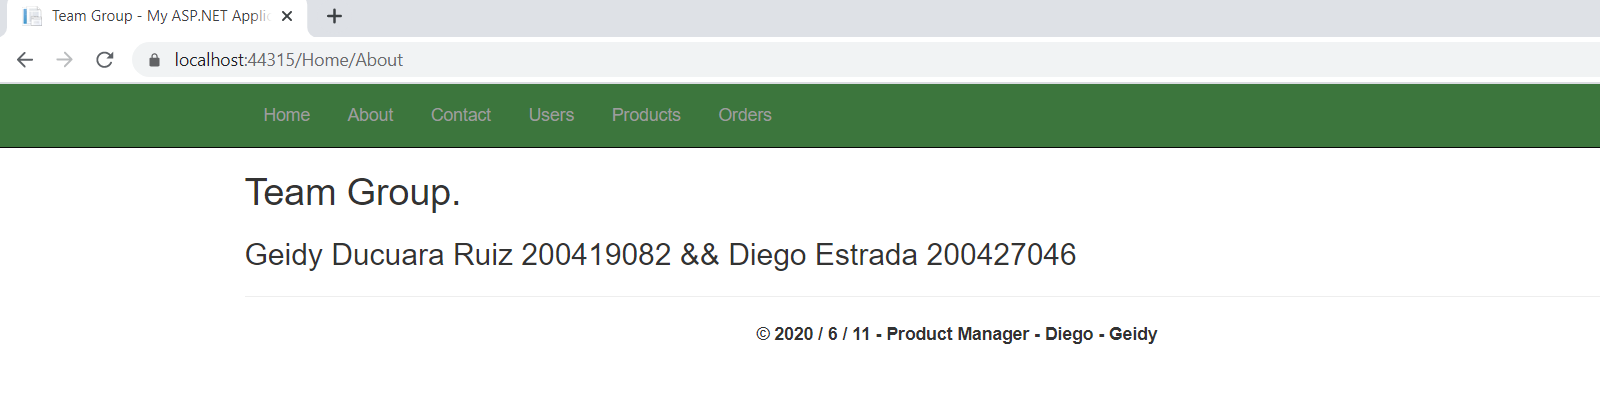 Team Group - My ASP.NET Applic
localhost:44315/Home/About
Home About Contact Users Products Orders
Team Group.
Geidy Ducuara Ruiz 200419082 && Diego Estrada 200427046
© 2020 / 6 / 11 - Product Manager - Diego - Geidy